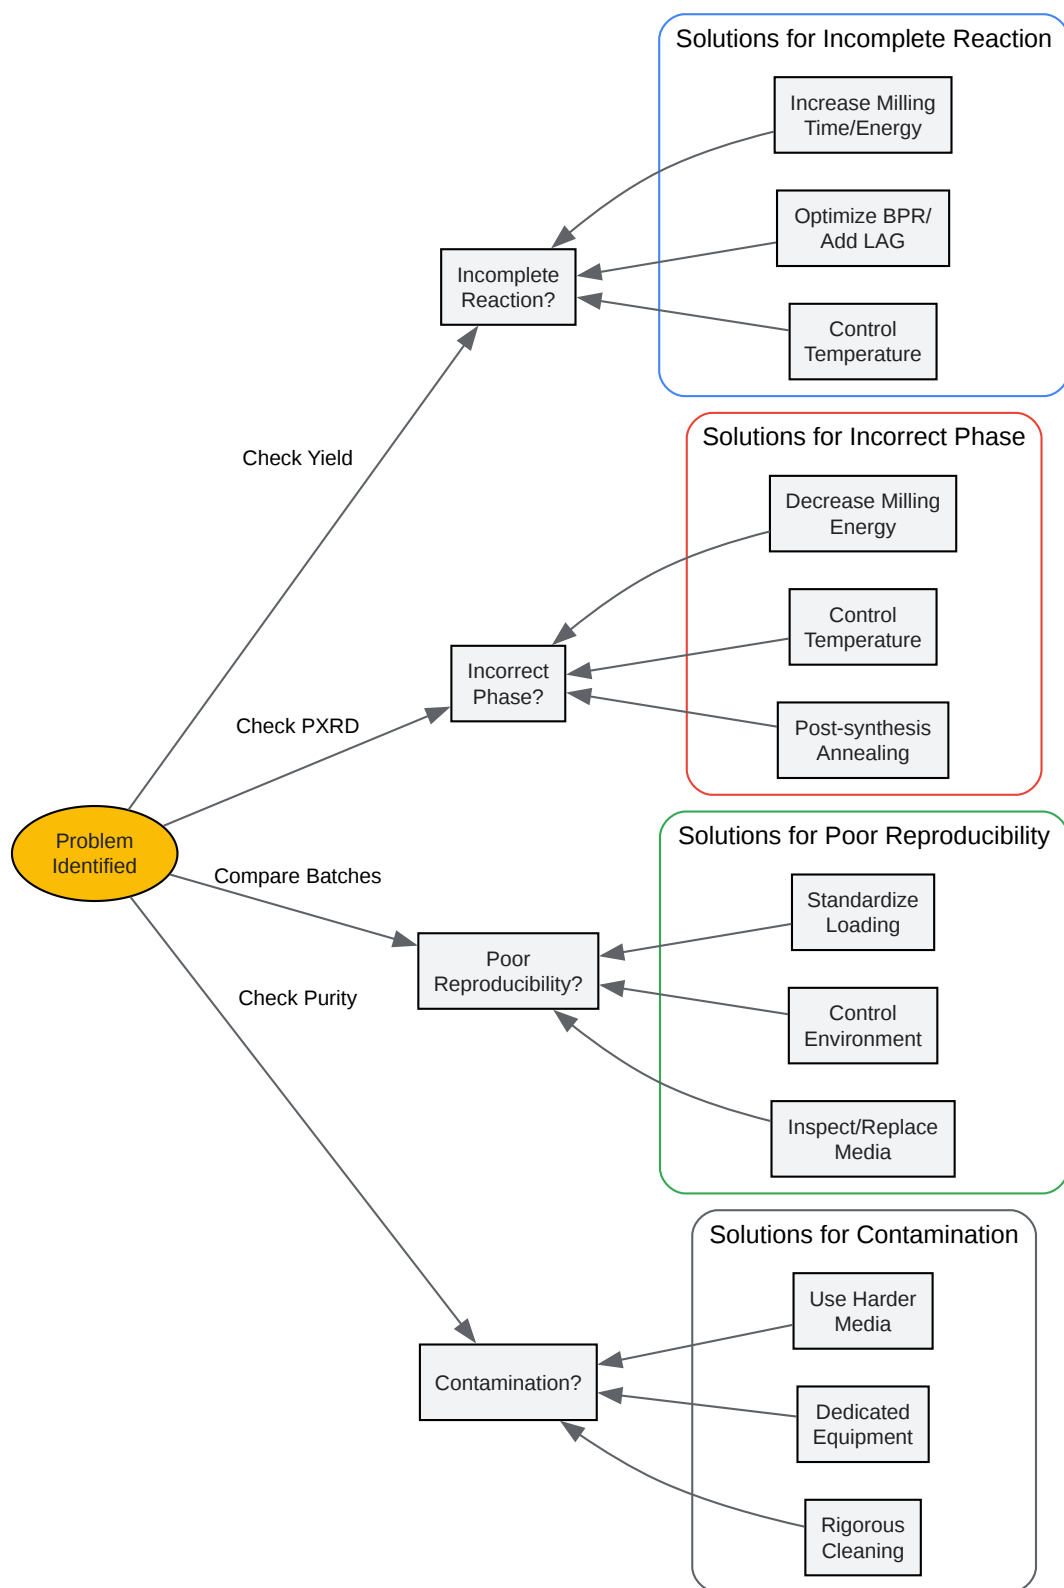 Solutions for Incomplete Reaction
Increase Milling
Time/Energy
Optimize BPR/
Add LAG
Incomplete
Reaction?
Control
Temperature
Check Yield
Solutions for Incorrect Phase
Decrease Milling
Energy
Control
Temperature
Incorrect
Phase?
Check PXRD
Post-synthesis
Annealing
Problem
Identified
Solutions for Poor Reproducibility
Compare Batches
Standardize
Loading
Poor
Reproducibility?
Check Purity
Control
Environment
Inspect/Replace
Media
Solutions for Contamination
Use Harder
Media
Contamination?
Dedicated
Equipment
Rigorous
Cleaning